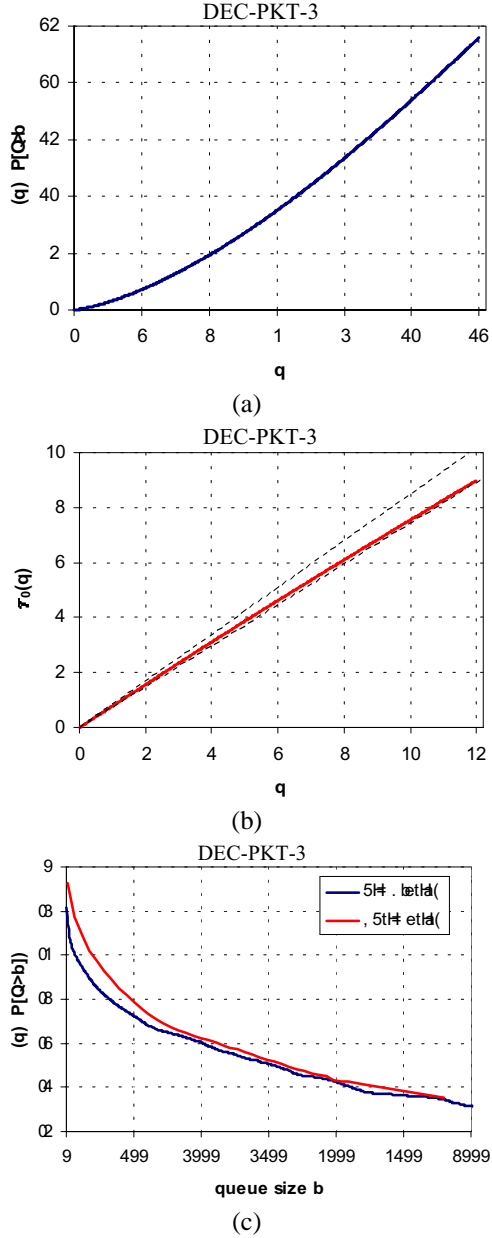 DEC-PKT-3
62
60
42
40
2
0
(q) P[Q>b
0 6 8 1 3 40 46
q
(a)
DEC-PKT-3
10
8
6
4
2
0
τ₀(q)
0 2 4 6 8 10 12
q
(b)
DEC-PKT-3
9
03
01
08
06
04
02
(q) P[Q>b])
9 499 3999 3499 1999 1499 8999
queue size b
(c)